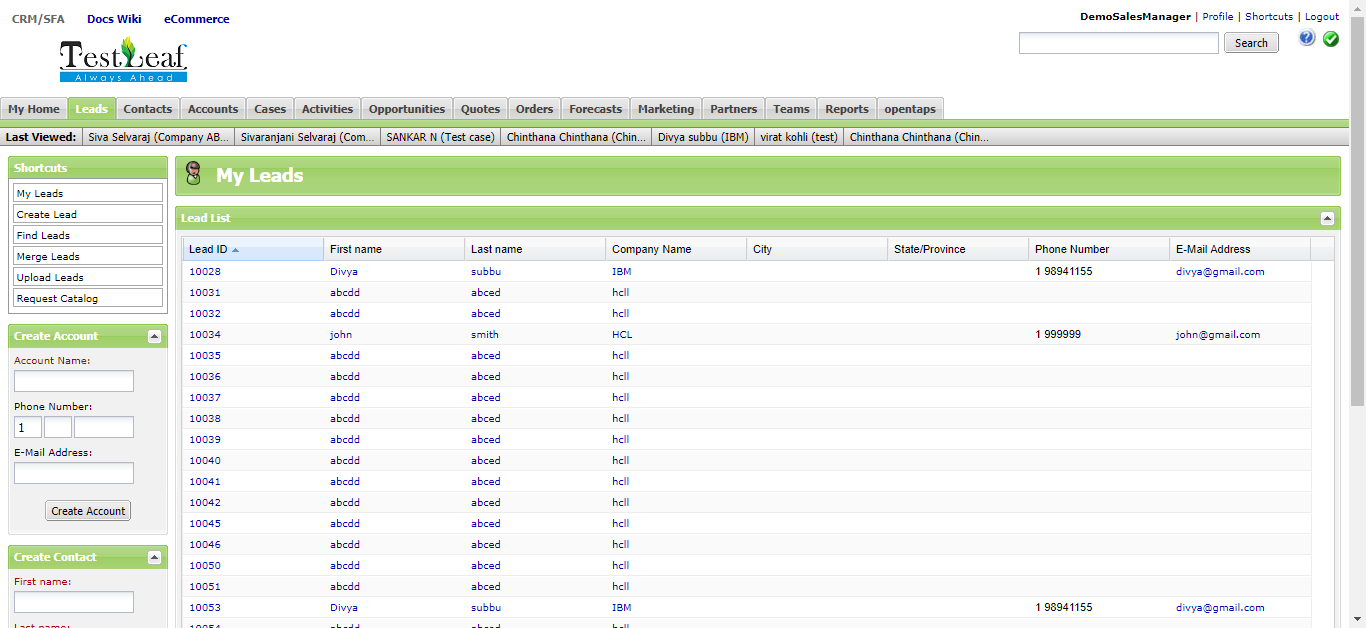 CRM/SFA Docs Wiki eCommerce
DemoSalesManager | Profile | Shortcuts | Logout
TestLeaf
Always Ahead
Search
My Home Leads Contacts Accounts Cases Activities Opportunities Quotes Orders Forecasts Marketing Partners Teams Reports opentaps
Last Viewed: Siva Selvaraj (Company AB... Sivaranjani Selvaraj (Com... SANKAR N (Test case) Chinthana Chinthana (Chin... Divya subbu (IBM) virat kohli (test) Chinthana Chinthana (Chin...
Shortcuts
My Leads
Create Lead
Find Leads
Merge Leads
Upload Leads
Request Catalog
Create Account
Account Name:
Phone Number:
1
E-Mail Address:
Create Account
Create Contact
First name:
Last name:
My Leads
Lead List
Lead ID First name Last name Company Name City State/Province Phone Number E-Mail Address
10028 Divya subbu IBM 1 98941155 divya@gmail.com
10031 abcdd abced hcll
10032 abcdd abced hcll
10034 john smith HCL 1 999999 john@gmail.com
10035 abcdd abced hcll
10036 abcdd abced hcll
10037 abcdd abced hcll
10038 abcdd abced hcll
10039 abcdd abced hcll
10040 abcdd abced hcll
10041 abcdd abced hcll
10042 abcdd abced hcll
10045 abcdd abced hcll
10046 abcdd abced hcll
10050 abcdd abced hcll
10051 abcdd abced hcll
10053 Divya subbu IBM 1 98941155 divya@gmail.com
10054 abcdd abced hcll